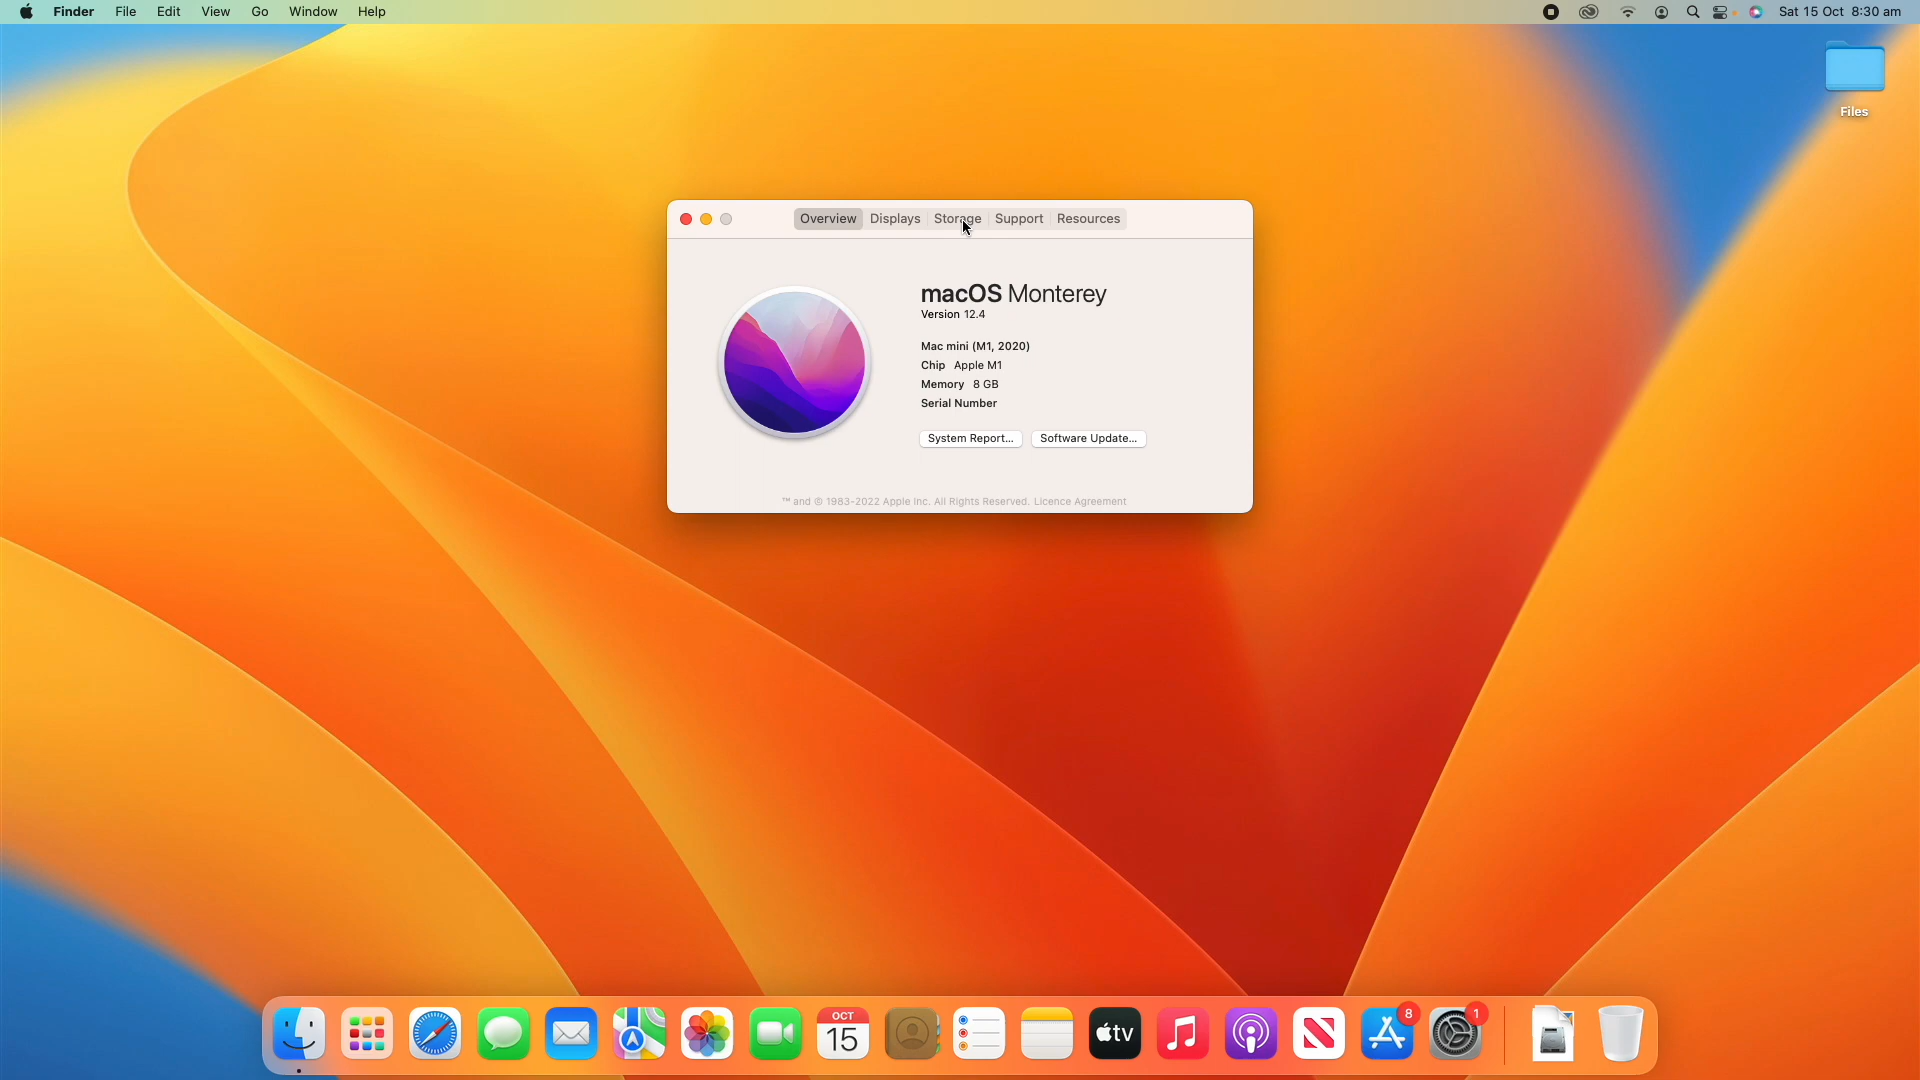 Finder File Edit View Go Window Help
Sat 15 Oct 8:30 am
Files
Overview Displays Storage Support Resources
macOS Monterey
Version 12.4
Mac mini (M1, 2020)
Chip Apple M1
Memory 8 GB
Serial Number
System Report... Software Update...
™ and © 1983-2022 Apple Inc. All Rights Reserved. Licence Agreement
OCT
15
tv
8
1